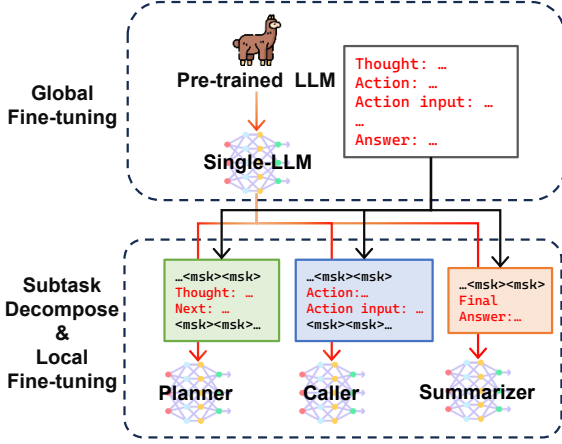 Global
Fine-tuning
Pre-trained LLM
Single-LLM
Thought: …
Action: …
Action input: …
…
Answer: …
Subtask
Decompose
&
Local
Fine-tuning
…<msk><msk>
Thought: …
Next: …
<msk><msk>…
Planner
…<msk><msk>
Action:…
Action input: …
<msk><msk>…
Caller
…<msk><msk>
Final
Answer:…
Summarizer